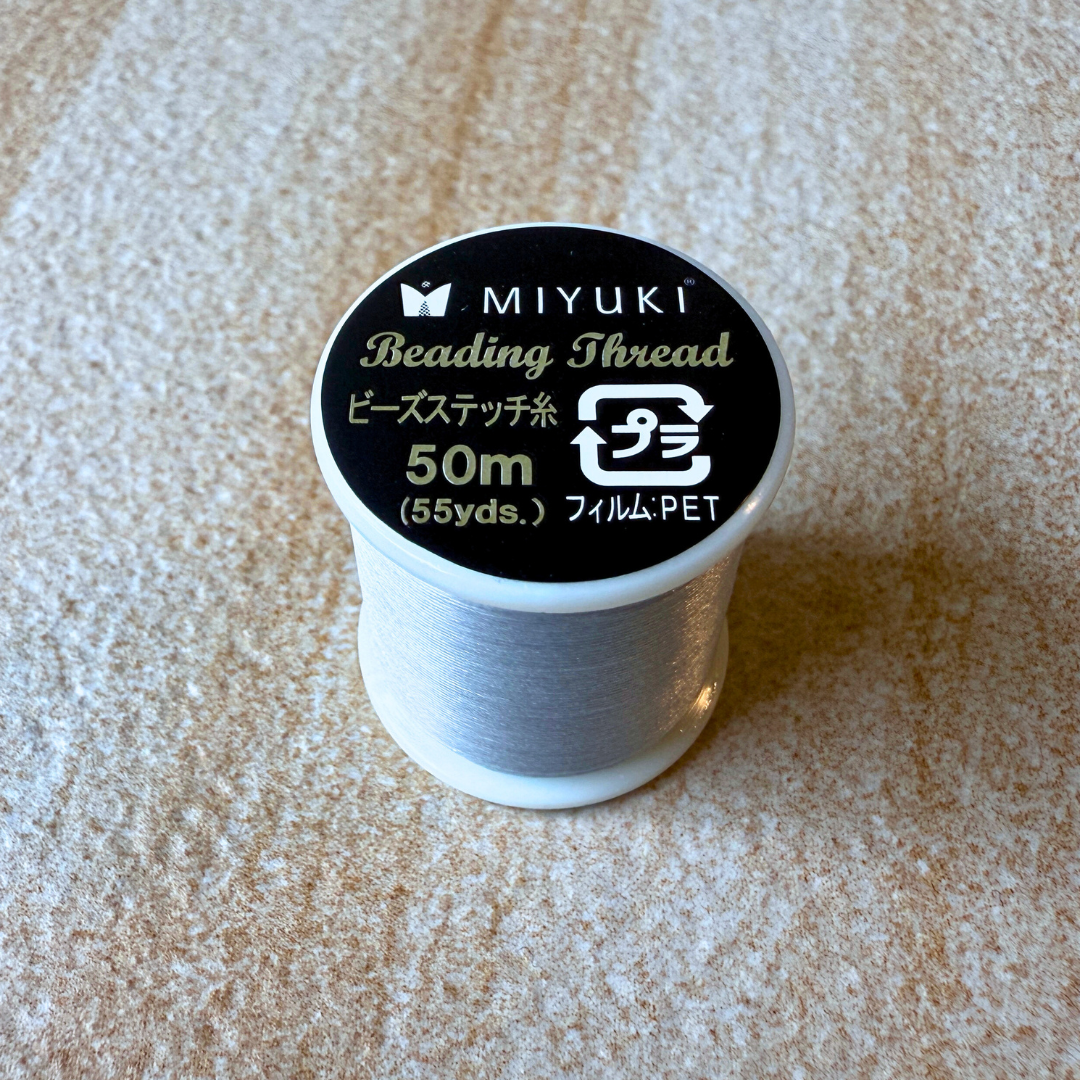 MIYUKI®
Beading Thread
ビーズステッチ糸
50m
(55yds.)
プラ
フィルム:PET